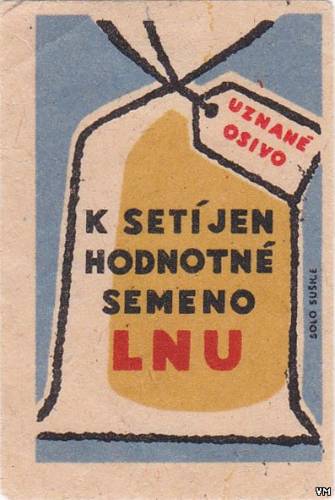 UZNANÉ
OSIVO
K SETÍ JEN
HODNOTNÉ
SEMENO
LNU
SOLO SUŠICE
VM